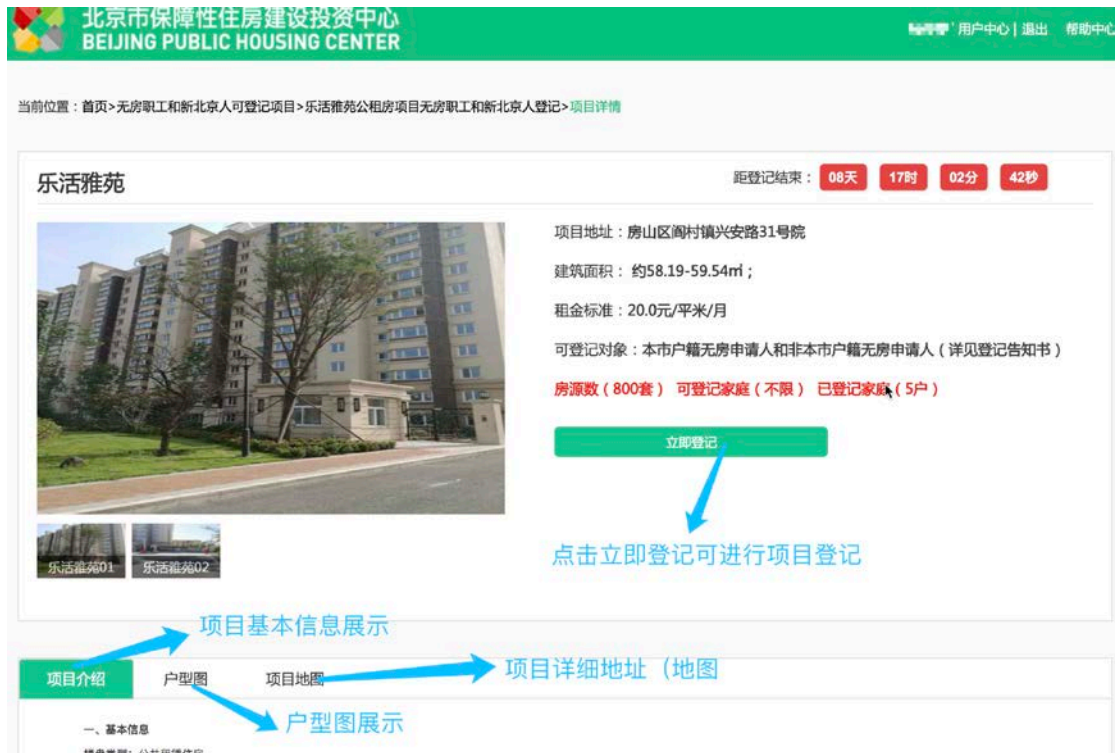 北京市保障性住房建设投资中心
BEIJING PUBLIC HOUSING CENTER
用户中心 | 退出 帮助中心
当前位置：首页>无房职工和新北京人可登记项目>乐活雅苑公租房项目无房职工和新北京人登记>项目详情
乐活雅苑
距登记结束： 08天 17时 02分 42秒
项目地址：房山区阎村镇兴安路31号院
建筑面积： 约58.19-59.54㎡；
租金标准：20.0元/平米/月
可登记对象：本市户籍无房申请人和非本市户籍无房申请人（详见登记告知书）
房源数（800套） 可登记家庭（不限） 已登记家庭（5户）
立即登记
点击立即登记可进行项目登记
乐活雅苑01 乐活雅苑02
项目基本信息展示
项目介绍 户型图 项目地图
项目详细地址（地图
户型图展示
一、基本信息